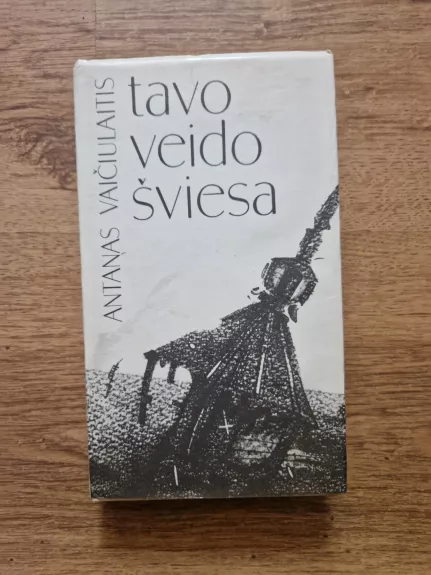 ANTANAS VAIČIULAITIS
tavo
veido
šviesa